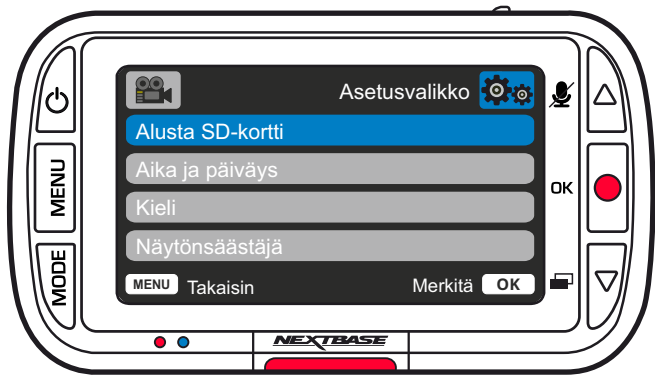 Asetusvalikko
Alusta SD-kortti
MENU
Aika ja päiväys
Kieli
OK
Näytönsäästäjä
MODE
MENU Takaisin Merkitä OK
NEXTBASE